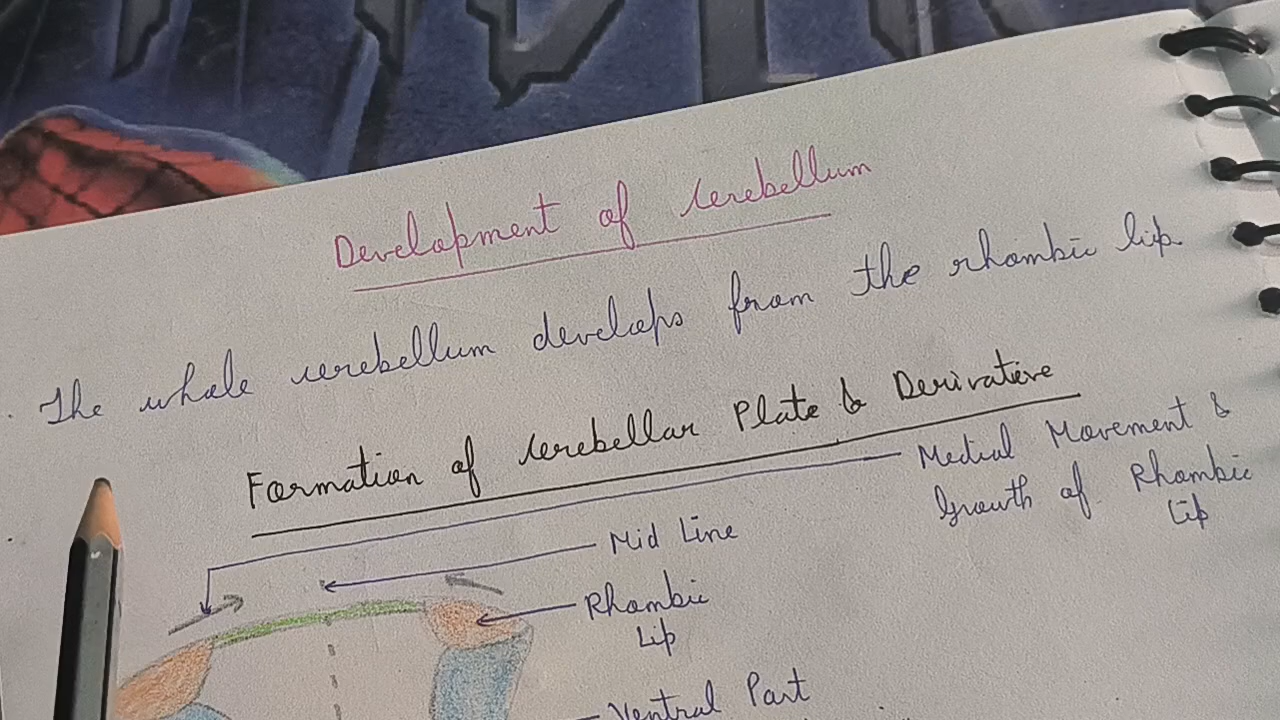 Development of cerebellum
The whole cerebellum develops from the rhombic lip.
Formation of cerebellar Plate & Derivative
Medial Movement &
Growth of Rhombic
Lip
Mid Line
Rhombic
Lip
Ventral Part